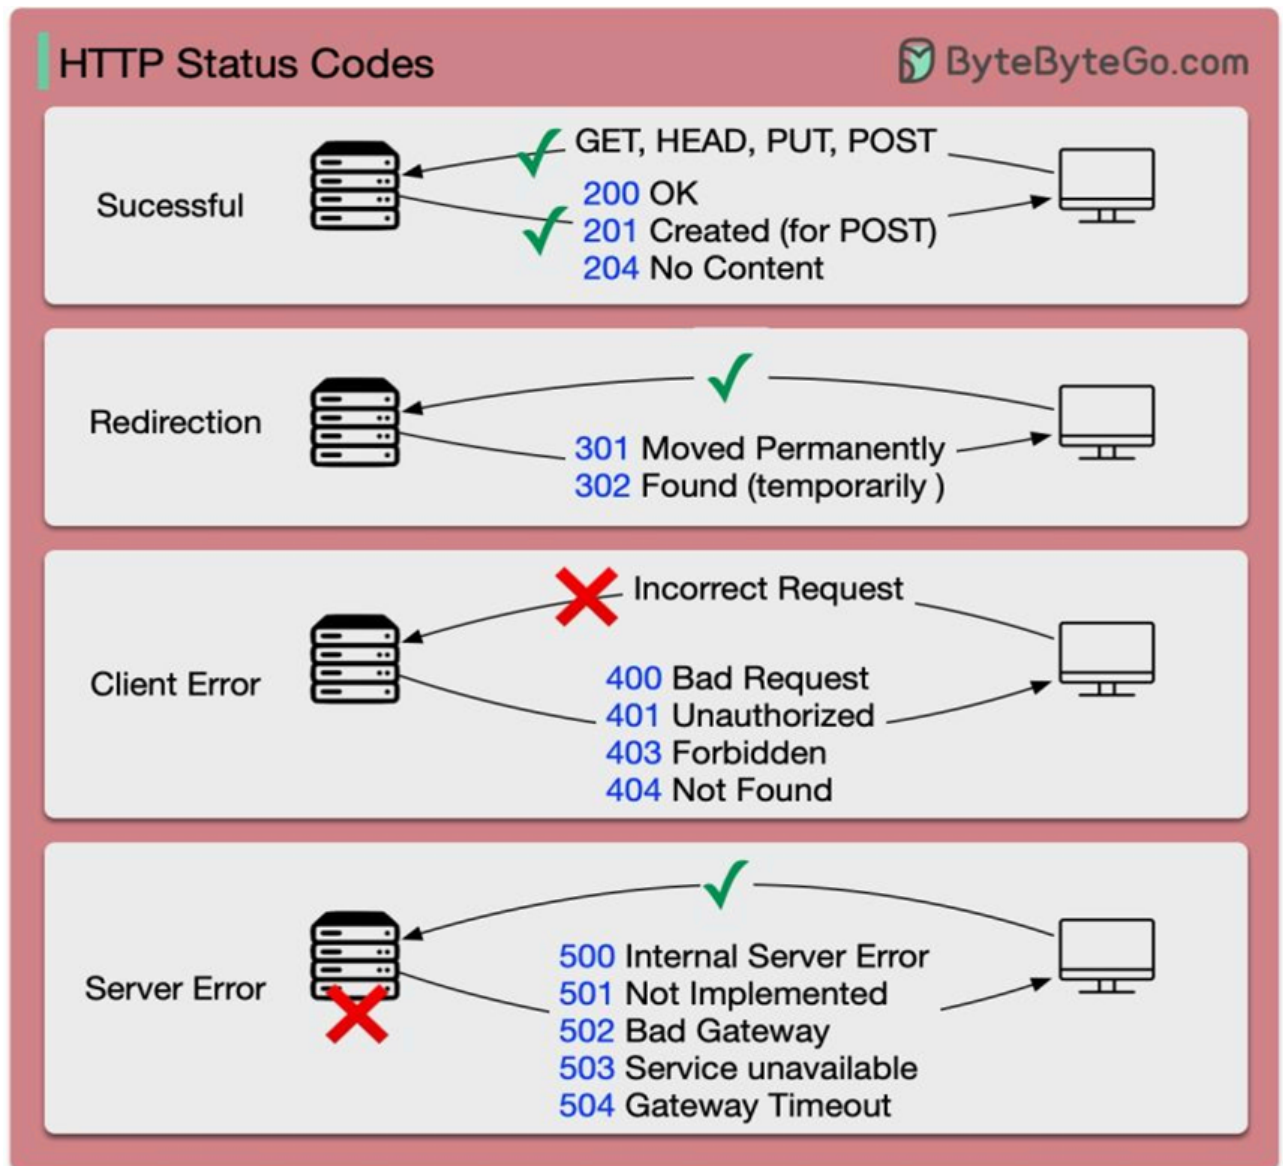 HTTP Status Codes
ByteByteGo.com
Sucessful
GET, HEAD, PUT, POST
200 OK
201 Created (for POST)
204 No Content
Redirection
301 Moved Permanently
302 Found (temporarily )
Client Error
Incorrect Request
400 Bad Request
401 Unauthorized
403 Forbidden
404 Not Found
Server Error
500 Internal Server Error
501 Not Implemented
502 Bad Gateway
503 Service unavailable
504 Gateway Timeout